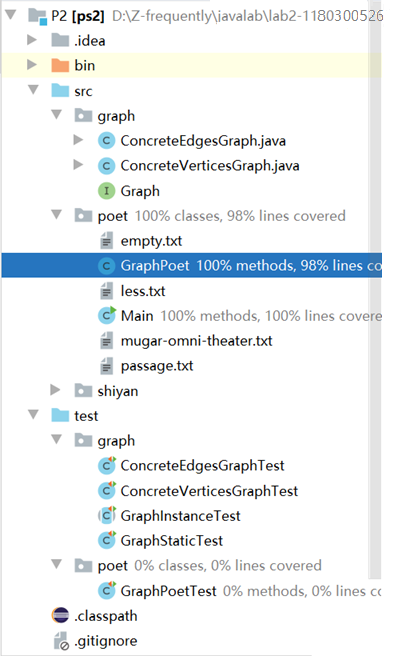 P2 [ps2] D:\Z-frequently\javalab\lab2-1180300526
.idea
bin
src
graph
ConcreteEdgesGraph.java
ConcreteVerticesGraph.java
I Graph
poet 100% classes, 98% lines covered
empty.txt
C GraphPoet 100% methods, 98% lines co
less.txt
C Main 100% methods, 100% lines covere
mugar-omni-theater.txt
passage.txt
shiyan
test
graph
C ConcreteEdgesGraphTest
C ConcreteVerticesGraphTest
C GraphInstanceTest
C GraphStaticTest
poet 0% classes, 0% lines covered
C GraphPoetTest 0% methods, 0% lines co
.classpath
.gitignore